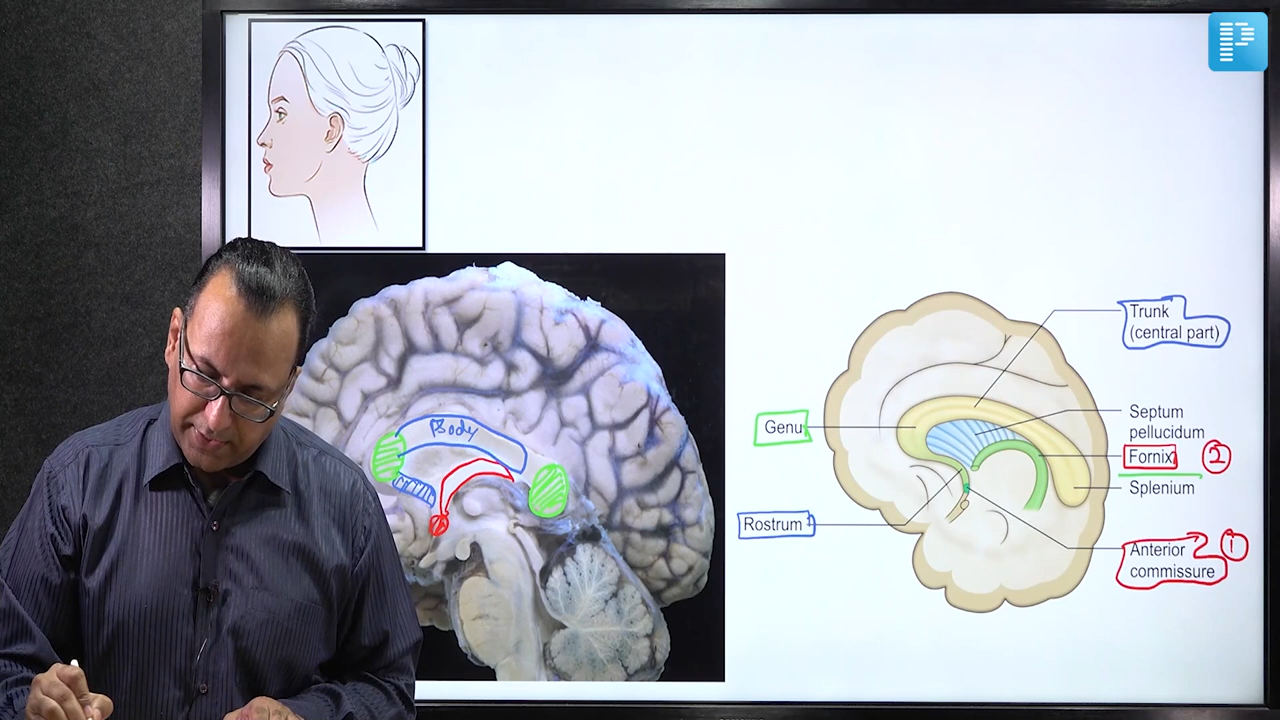 P
Body
Trunk
(central part)
Genu
Septum
pellucidum
Fornix
2
Splenium
Rostrum
Anterior
commissure
1